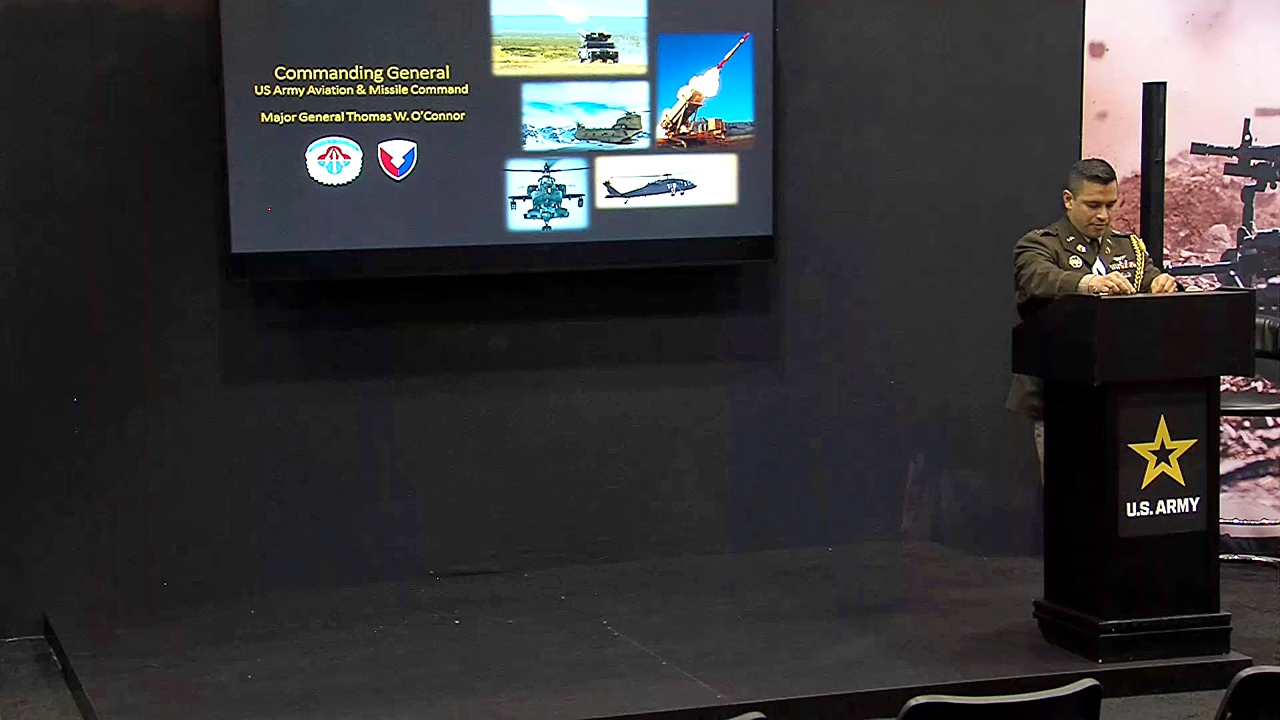 Commanding General
US Army Aviation & Missile Command
Major General Thomas W. O'Connor
U.S. ARMY